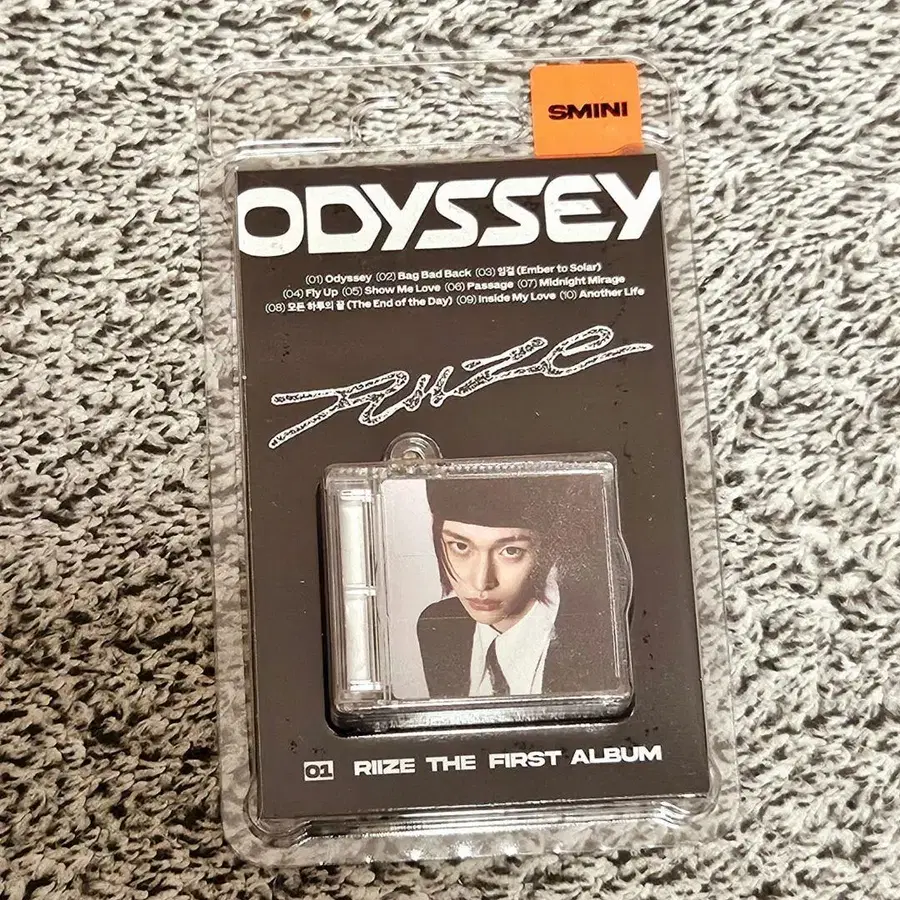 SMINI
ODYSSEY
(01) Odyssey (02) Bag Bad Back (03) 잉걸 (Ember to Solar)
(04) Fly Up (05) Show Me Love (06) Passage (07) Midnight Mirage
(08) 모든 하루의 끝 (The End of the Day) (09) Inside My Love (10) Another Life
RIIZE
01 RIIZE THE FIRST ALBUM